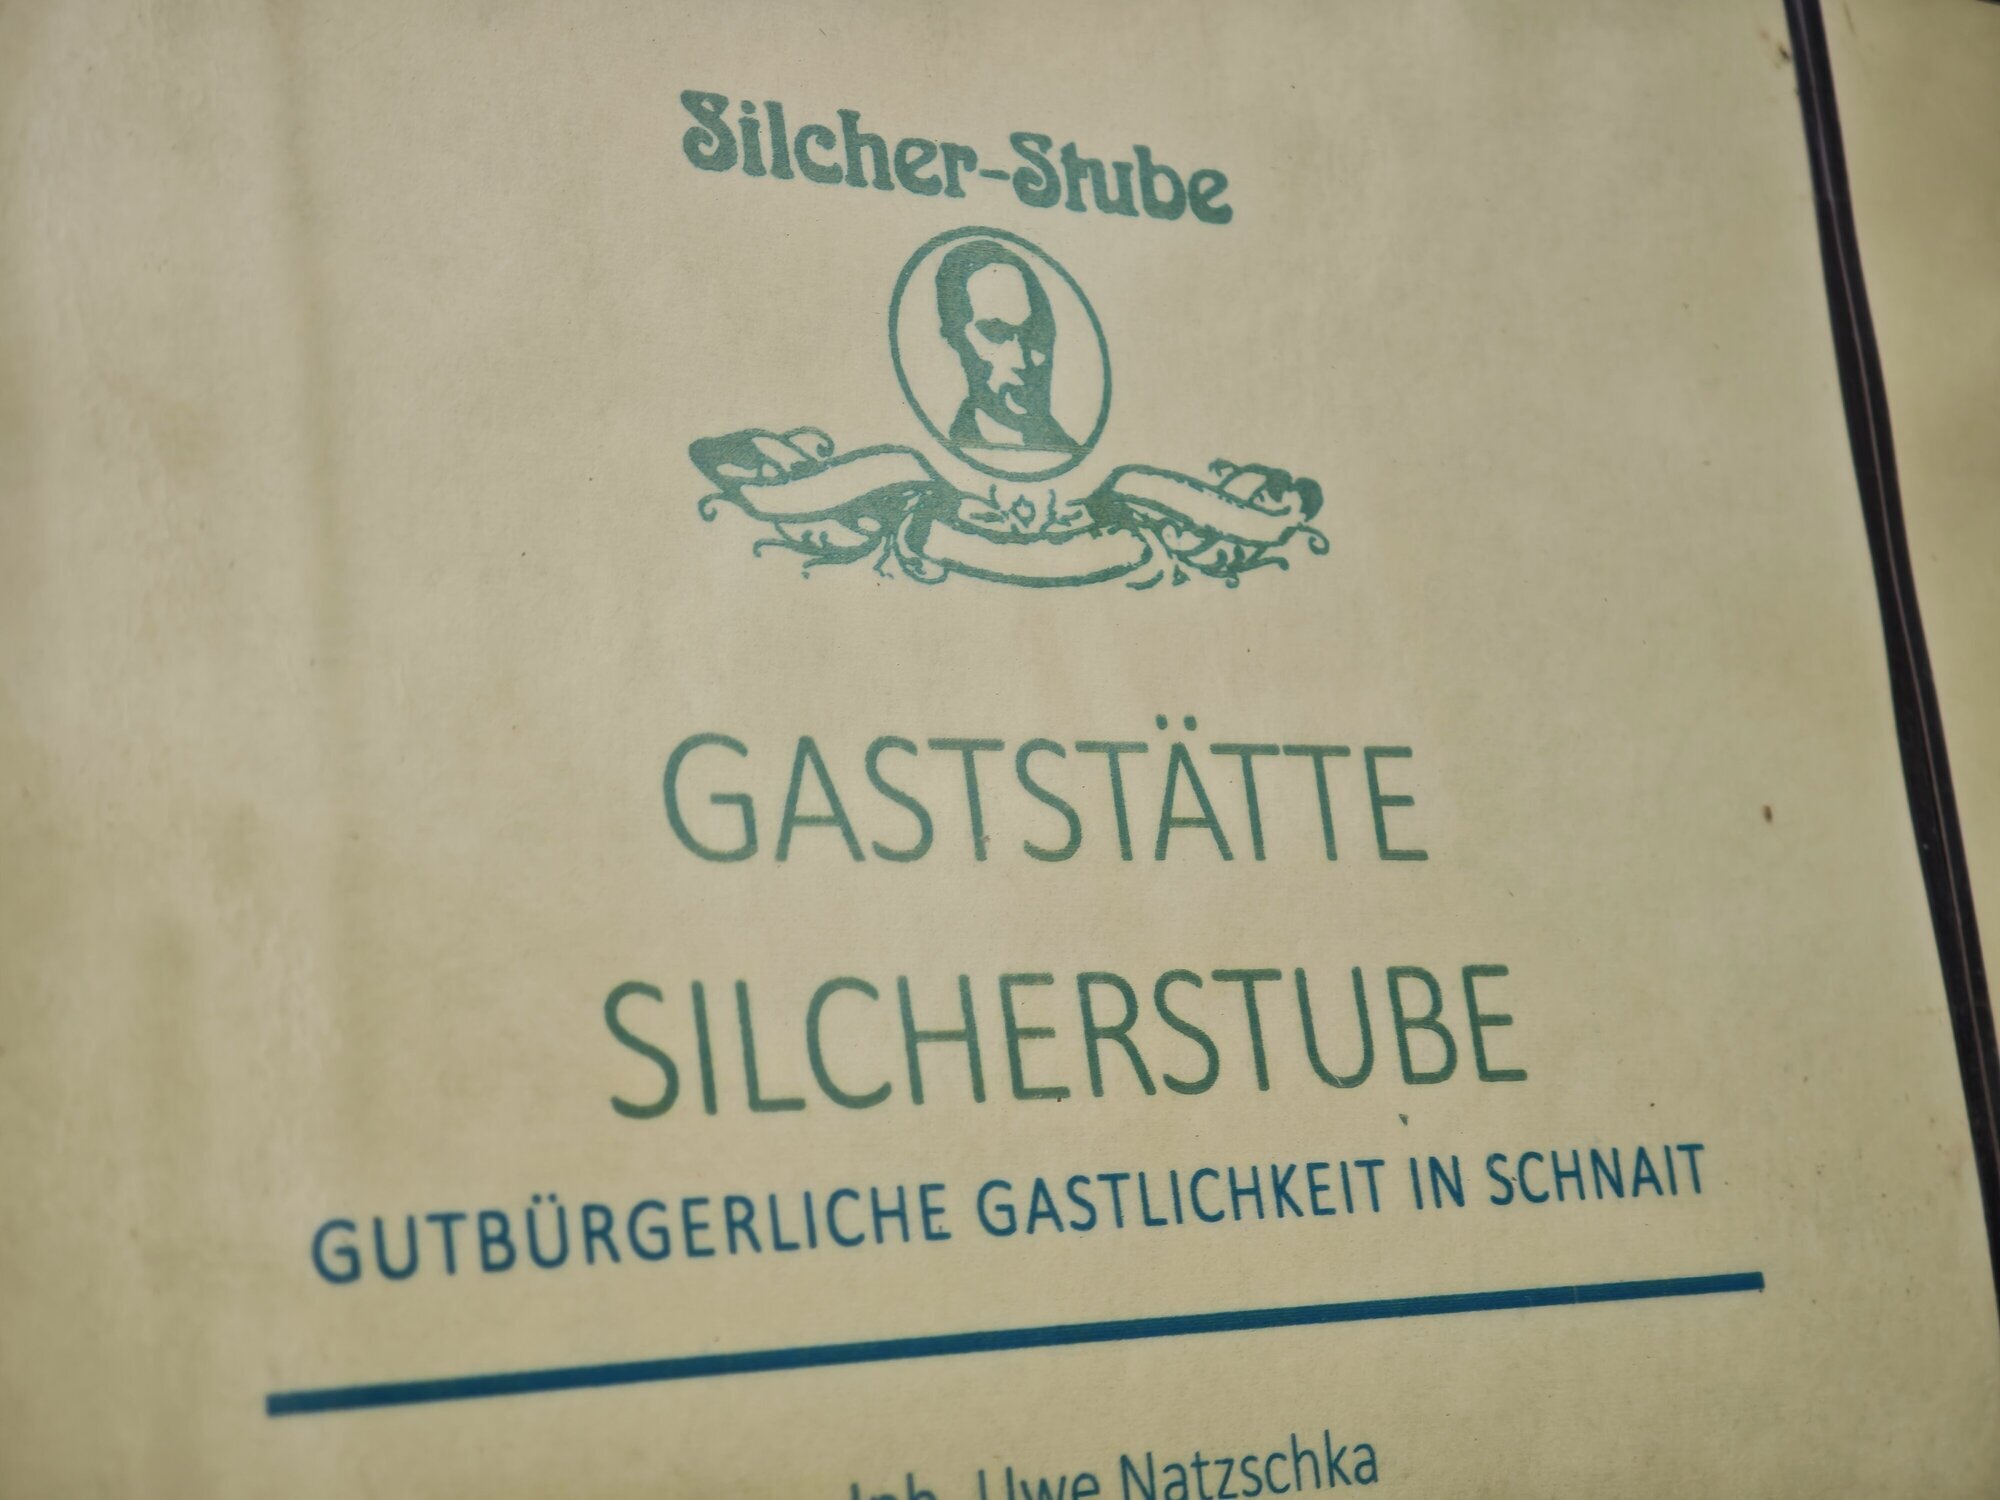 Silcher-Stube
GASTSTÄTTE
SILCHERSTUBE
GUTBÜRGERLICHE GASTLICHKEIT IN SCHNAIT
Inh. Uwe Natzschka